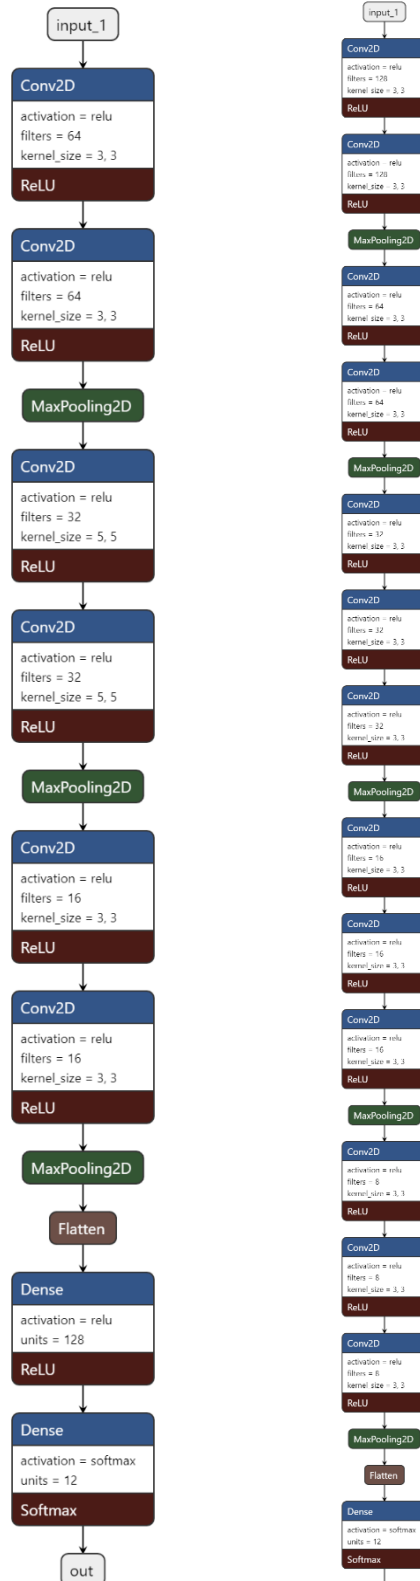 input_1
Conv2D
activation = relu
filters = 64
kernel_size = 3, 3
ReLU
Conv2D
activation = relu
filters = 64
kernel_size = 3, 3
ReLU
MaxPooling2D
Conv2D
activation = relu
filters = 32
kernel_size = 5, 5
ReLU
Conv2D
activation = relu
filters = 32
kernel_size = 5, 5
ReLU
MaxPooling2D
Conv2D
activation = relu
filters = 16
kernel_size = 3, 3
ReLU
Conv2D
activation = relu
filters = 16
kernel_size = 3, 3
ReLU
MaxPooling2D
Flatten
Dense
activation = relu
units = 128
ReLU
Dense
activation = softmax
units = 12
Softmax
out
input_1
Conv2D
activation = relu
filters = 128
kernel_size = 3, 3
ReLU
Conv2D
activation = relu
filters = 128
kernel_size = 3, 3
ReLU
MaxPooling2D
Conv2D
activation = relu
filters = 64
kernel_size = 3, 3
ReLU
Conv2D
activation = relu
filters = 64
kernel_size = 3, 3
ReLU
MaxPooling2D
Conv2D
activation = relu
filters = 32
kernel_size = 3, 3
ReLU
Conv2D
activation = relu
filters = 32
kernel_size = 3, 3
ReLU
Conv2D
activation = relu
filters = 32
kernel_size = 3, 3
ReLU
MaxPooling2D
Conv2D
activation = relu
filters = 16
kernel_size = 3, 3
ReLU
Conv2D
activation = relu
filters = 16
kernel_size = 3, 3
ReLU
Conv2D
activation = relu
filters = 16
kernel_size = 3, 3
ReLU
MaxPooling2D
Conv2D
activation = relu
filters = 8
kernel_size = 3, 3
ReLU
Conv2D
activation = relu
filters = 8
kernel_size = 3, 3
ReLU
Conv2D
activation = relu
filters = 8
kernel_size = 3, 3
ReLU
MaxPooling2D
Flatten
Dense
activation = softmax
units = 12
Softmax